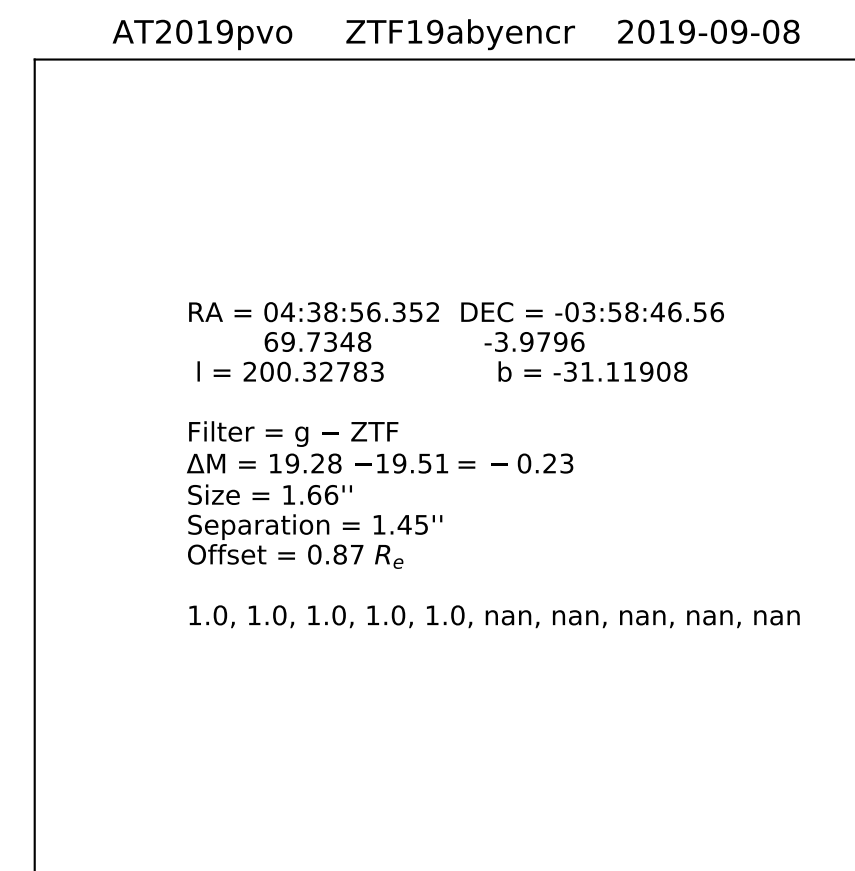 AT2019pvo ZTF19abyencr 2019-09-08
RA = 04:38:56.352 DEC = -03:58:46.56
69.7348 -3.9796
l = 200.32783 b = -31.11908
Filter = g − ZTF
ΔM = 19.28 −19.51 = − 0.23
Size = 1.66''
Separation = 1.45''
Offset = 0.87 Re
1.0, 1.0, 1.0, 1.0, 1.0, nan, nan, nan, nan, nan